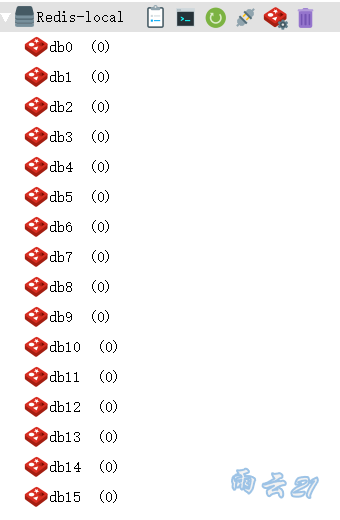 Redis-local
db0 (0)
db1 (0)
db2 (0)
db3 (0)
db4 (0)
db5 (0)
db6 (0)
db7 (0)
db8 (0)
db9 (0)
db10 (0)
db11 (0)
db12 (0)
db13 (0)
db14 (0)
db15 (0)
雨云21